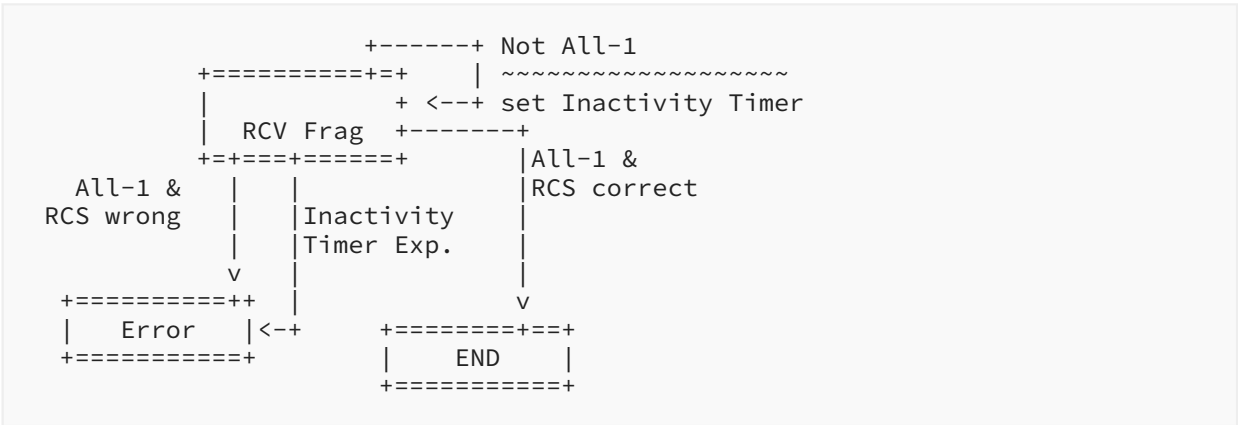 Not All-1
~~~~~~~~~~~~~~~~~~~
set Inactivity Timer
RCV Frag
All-1 &
All-1 & RCS correct
RCS wrong
Inactivity
Timer Exp.
Error
END